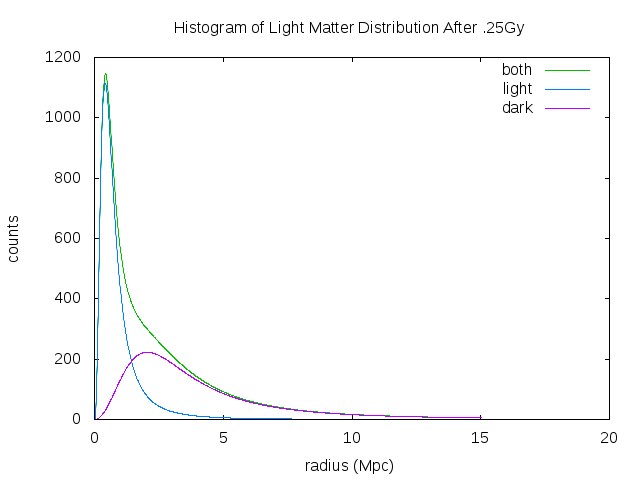 Histogram of Light Matter Distribution After .25Gy
both
light
dark
1200
1000
800
600
400
200
0
counts
0 5 10 15 20
radius (Mpc)